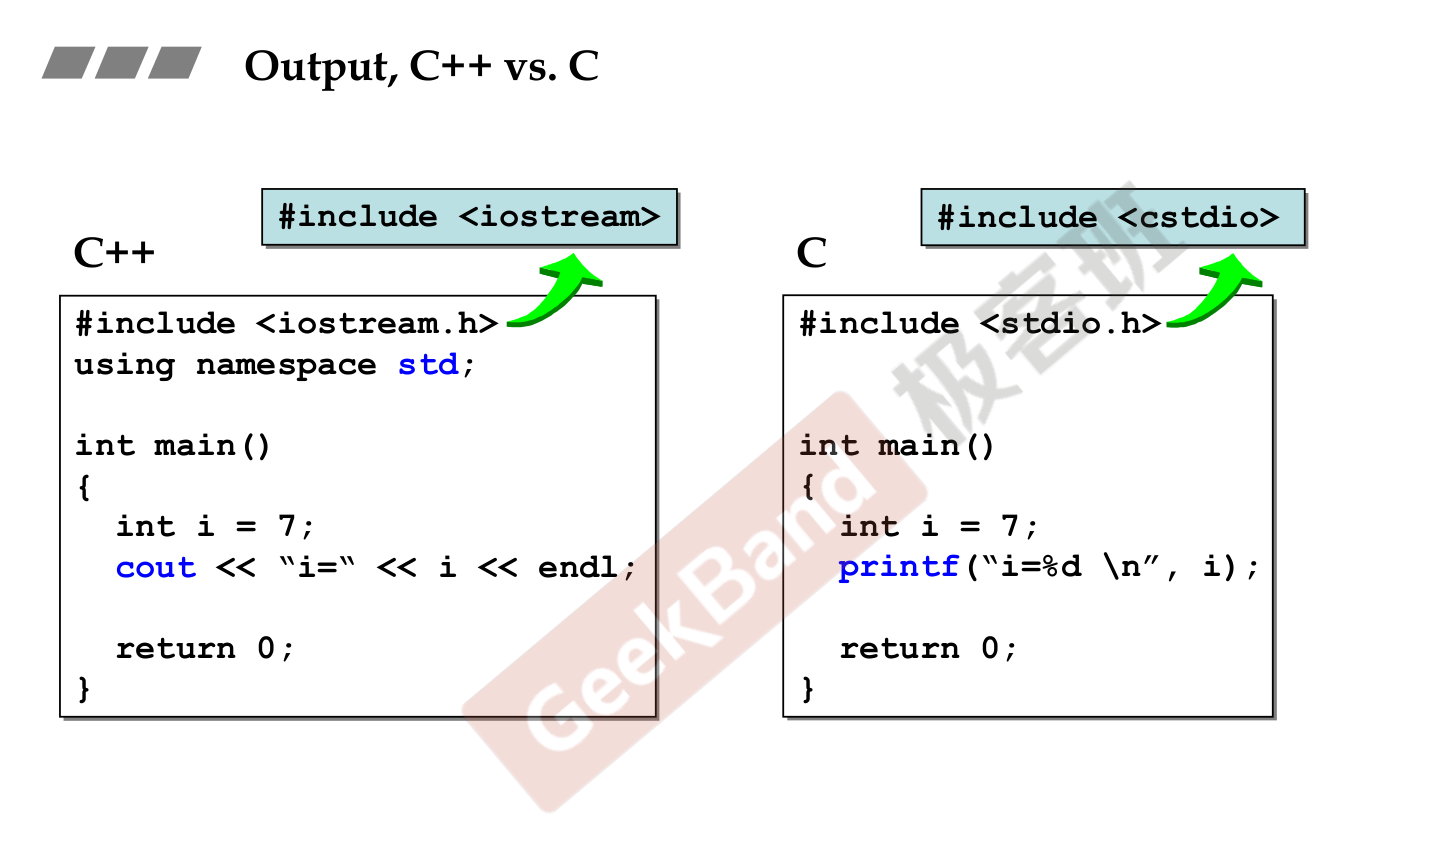 Output, C++ vs. C
#include <iostream>
C++
#include <iostream.h>
using namespace std;
int main()
{
int i = 7;
cout << “i=“ << i << endl;
return 0;
}
#include <cstdio>
C
#include <stdio.h>
int main()
{
int i = 7;
printf(“i=%d \n”, i);
return 0;
}
GeekBand 极客班